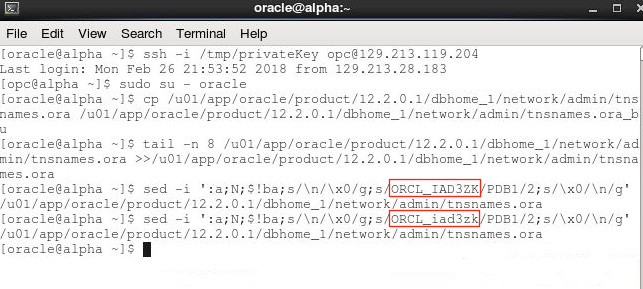 oracle@alpha:~
File Edit View Search Terminal Help
[oracle@alpha ~]$ ssh -i /tmp/privateKey opc@129.213.119.204
Last login: Mon Feb 26 21:53:52 2018 from 129.213.28.183
[opc@alpha ~]$ sudo su - oracle
[oracle@alpha ~]$ cp /u01/app/oracle/product/12.2.0.1/dbhome_1/network/admin/tns
names.ora /u01/app/oracle/product/12.2.0.1/dbhome_1/network/admin/tnsnames.ora_b
u
[oracle@alpha ~]$ tail -n 8 /u01/app/oracle/product/12.2.0.1/dbhome_1/network/ad
min/tnsnames.ora >>/u01/app/oracle/product/12.2.0.1/dbhome_1/network/admin/tnsna
mes.ora
[oracle@alpha ~]$ sed -i ':a;N;$!ba;s/\n/\x0/g;s/ORCL_IAD3ZK/PDB1/2;s/\x0/\n/g'
/u01/app/oracle/product/12.2.0.1/dbhome_1/network/admin/tnsnames.ora
[oracle@alpha ~]$ sed -i ':a;N;$!ba;s/\n/\x0/g;s/ORCL_iad3zk/PDB1/2;s/\x0/\n/g'
/u01/app/oracle/product/12.2.0.1/dbhome_1/network/admin/tnsnames.ora
[oracle@alpha ~]$